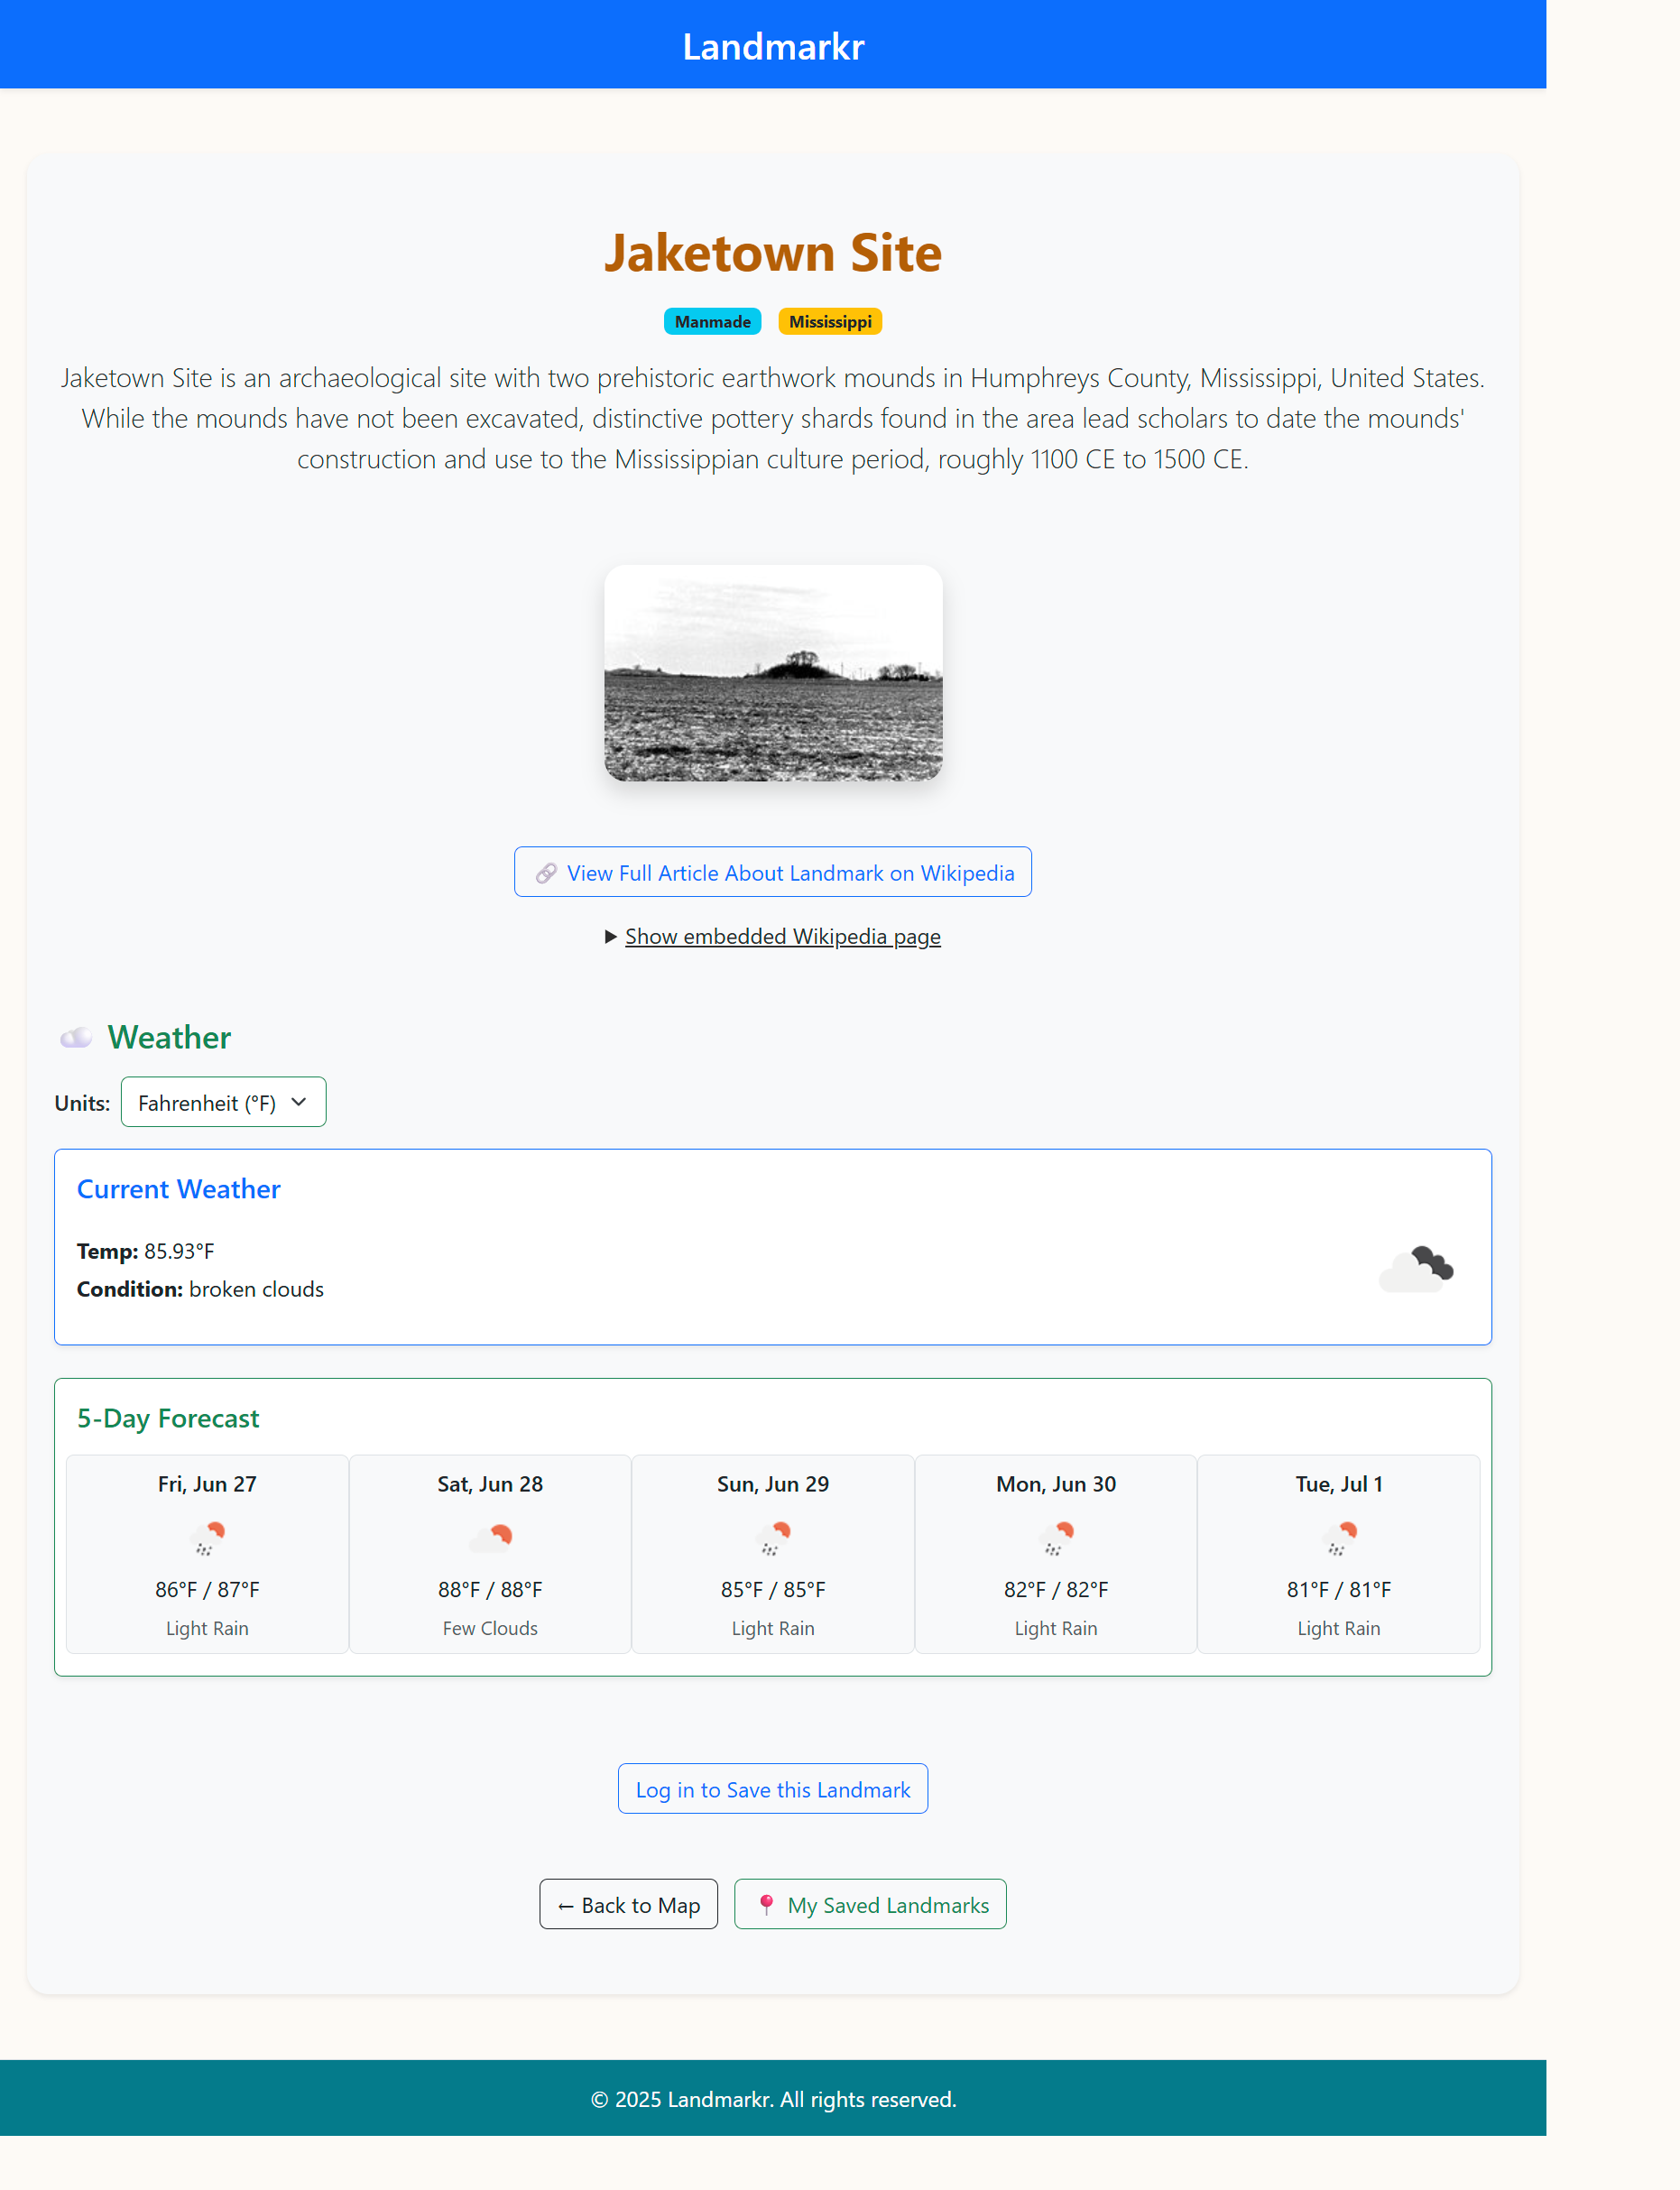 Landmarkr
Jaketown Site
Manmade Mississippi
Jaketown Site is an archaeological site with two prehistoric earthwork mounds in Humphreys County, Mississippi, United States.
While the mounds have not been excavated, distinctive pottery shards found in the area lead scholars to date the mounds'
construction and use to the Mississippian culture period, roughly 1100 CE to 1500 CE.
🔗 View Full Article About Landmark on Wikipedia
▶ Show embedded Wikipedia page
☁️ Weather
Units: Fahrenheit (°F)
Current Weather
Temp: 85.93°F
Condition: broken clouds
5-Day Forecast
Fri, Jun 27
86°F / 87°F
Light Rain
Sat, Jun 28
88°F / 88°F
Few Clouds
Sun, Jun 29
85°F / 85°F
Light Rain
Mon, Jun 30
82°F / 82°F
Light Rain
Tue, Jul 1
81°F / 81°F
Light Rain
Log in to Save this Landmark
← Back to Map
📍 My Saved Landmarks
© 2025 Landmarkr. All rights reserved.